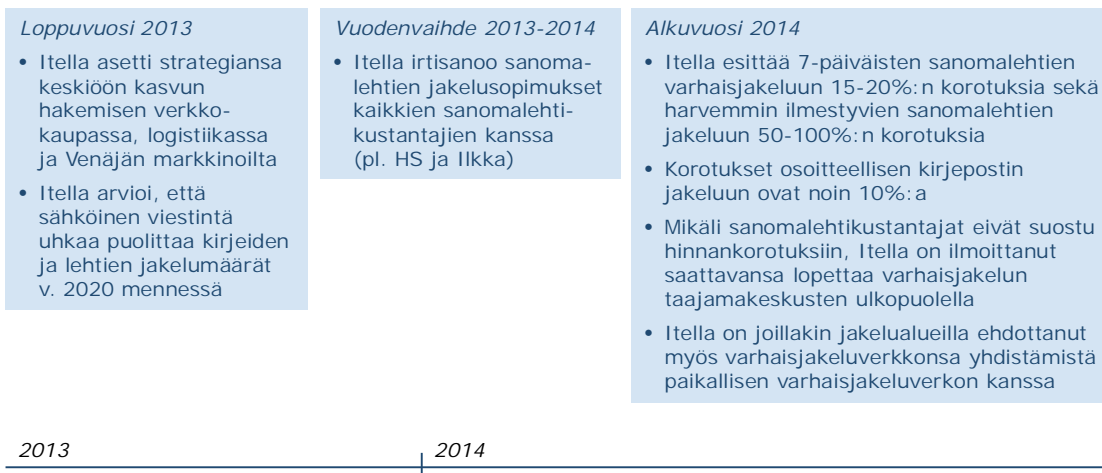 Loppuvuosi 2013
• Itella asetti strategiansa
keskiöön kasvun
hakemisen verkko-
kaupassa, logistiikassa
ja Venäjän markkinoilta
• Itella arvioi, että
sähköinen viestintä
uhkaa puolittaa kirjeiden
ja lehtien jakelumäärät
v. 2020 mennessä
Vuodenvaihde 2013-2014
• Itella irtisanoo sanoma-
lehtien jakelusopimukset
kaikkien sanomalehti-
kustantajien kanssa
(pl. HS ja Ilkka)
Alkuvuosi 2014
• Itella esittää 7-päiväisten sanomalehtien
varhaisjakeluun 15-20%:n korotuksia sekä
harvemmin ilmestyvien sanomalehtien
jakeluun 50-100%:n korotuksia
• Korotukset osoitteellisen kirjepostin
jakeluun ovat noin 10%:a
• Mikäli sanomalehtikustantajat eivät suostu
hinnankorotuksiin, Itella on ilmoittanut
saattavansa lopettaa varhaisjakelun
taajamakeskusten ulkopuolella
• Itella on joillakin jakelualueilla ehdottanut
myös varhaisjakeluverkkonsa yhdistämistä
paikallisen varhaisjakeluverkon kanssa
2013
2014